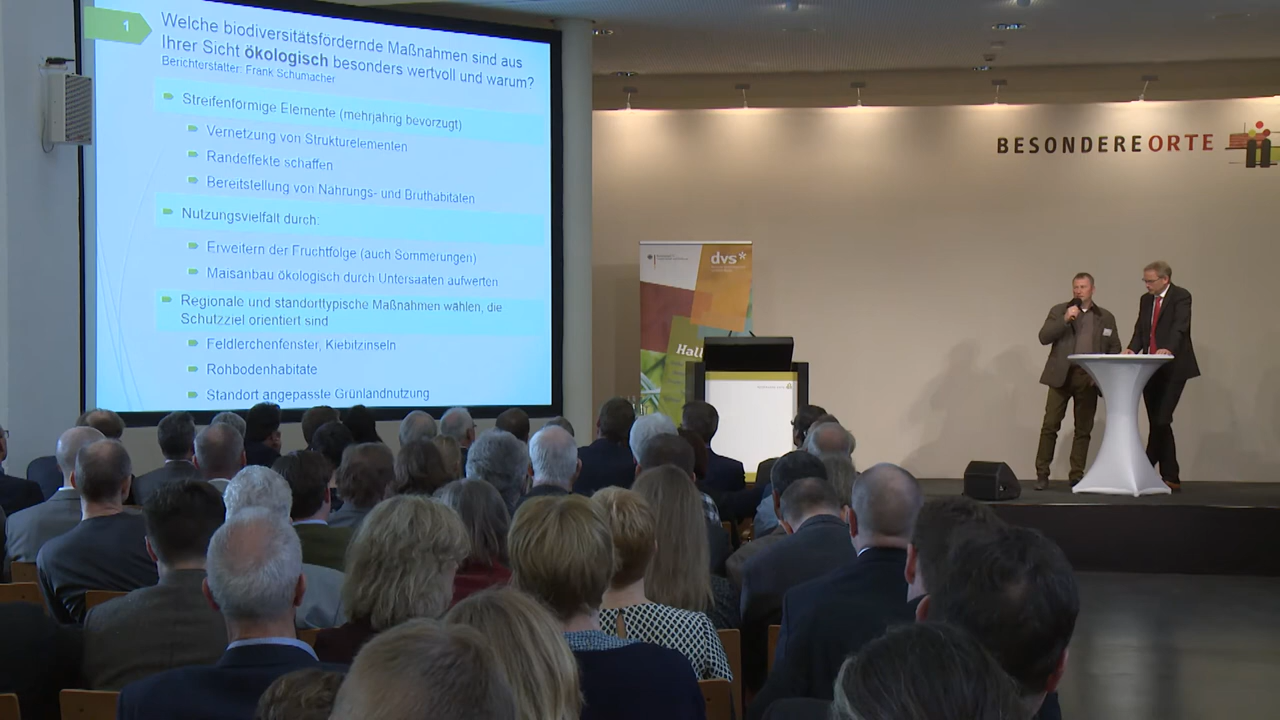 1
Welche biodiversitätsfördernde Maßnahmen sind aus
Ihrer Sicht ökologisch besonders wertvoll und warum?
Berichterstatter: Frank Schumacher
Streifenförmige Elemente (mehrjährig bevorzugt)
Vernetzung von Strukturelementen
Randeffekte schaffen
Bereitstellung von Nahrungs- und Bruthabitaten
Nutzungsvielfalt durch:
Erweitern der Fruchtfolge (auch Sommerungen)
Maisanbau ökologisch durch Untersaaten aufwerten
Regionale und standorttypische Maßnahmen wählen, die
Schutzziel orientiert sind
Feldlerchenfenster, Kiebitzinseln
Rohbodenhabitate
Standort angepasste Grünlandnutzung
BESONDEREORTE
dvs*